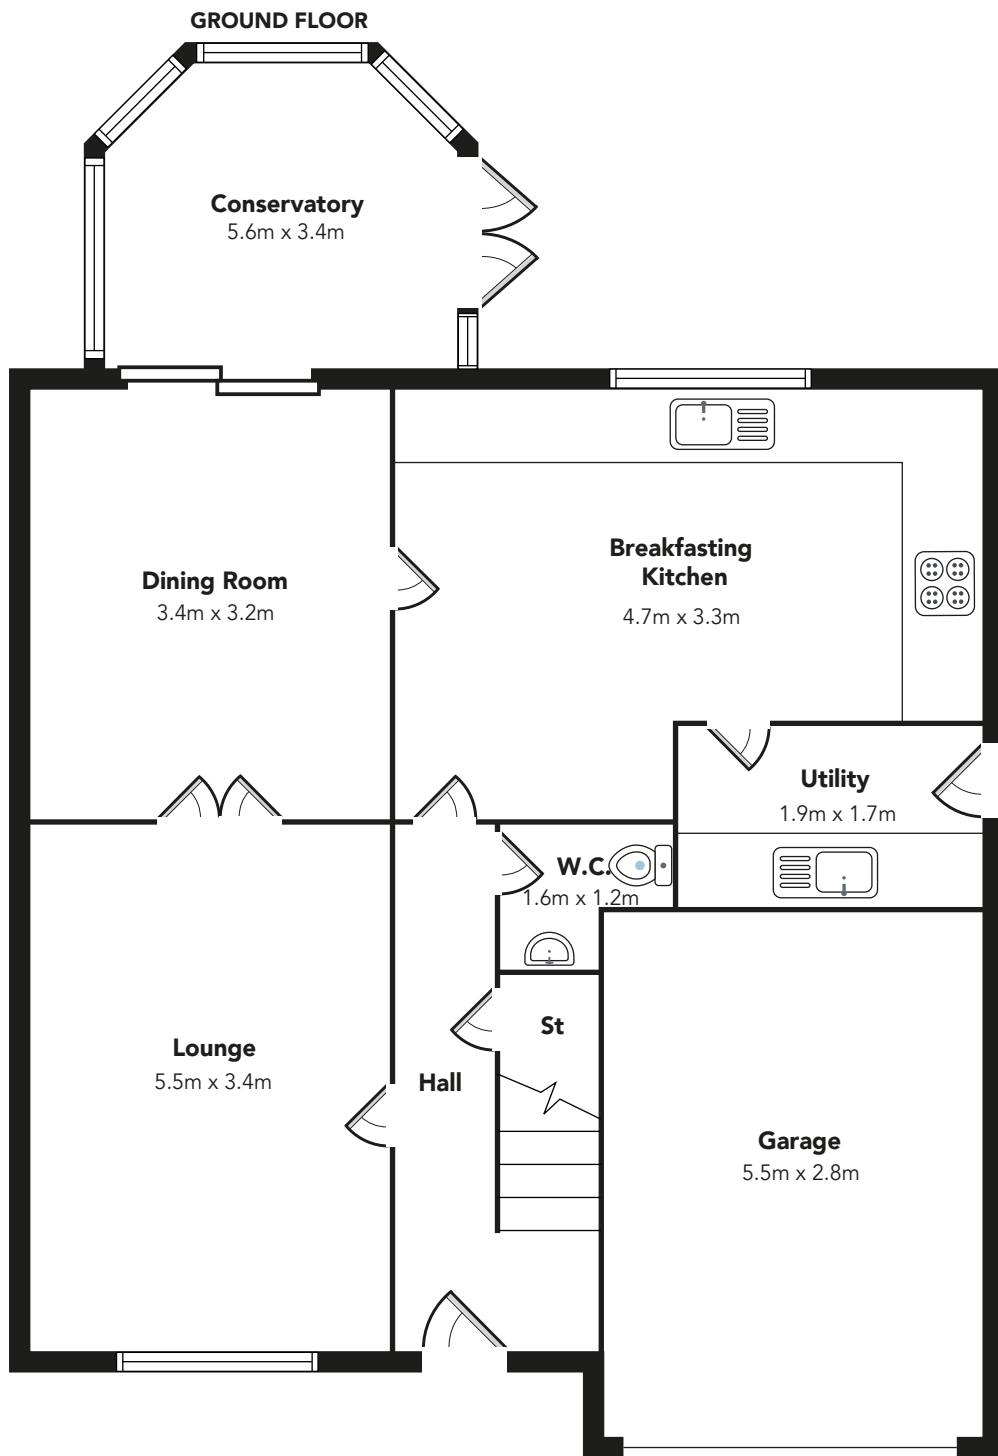 GROUND FLOOR
Conservatory
5.6m x 3.4m
Breakfasting
Kitchen
4.7m x 3.3m
Dining Room
3.4m x 3.2m
Utility
1.9m x 1.7m
W.C.
1.6m x 1.2m
St
Lounge
5.5m x 3.4m
Hall
Garage
5.5m x 2.8m